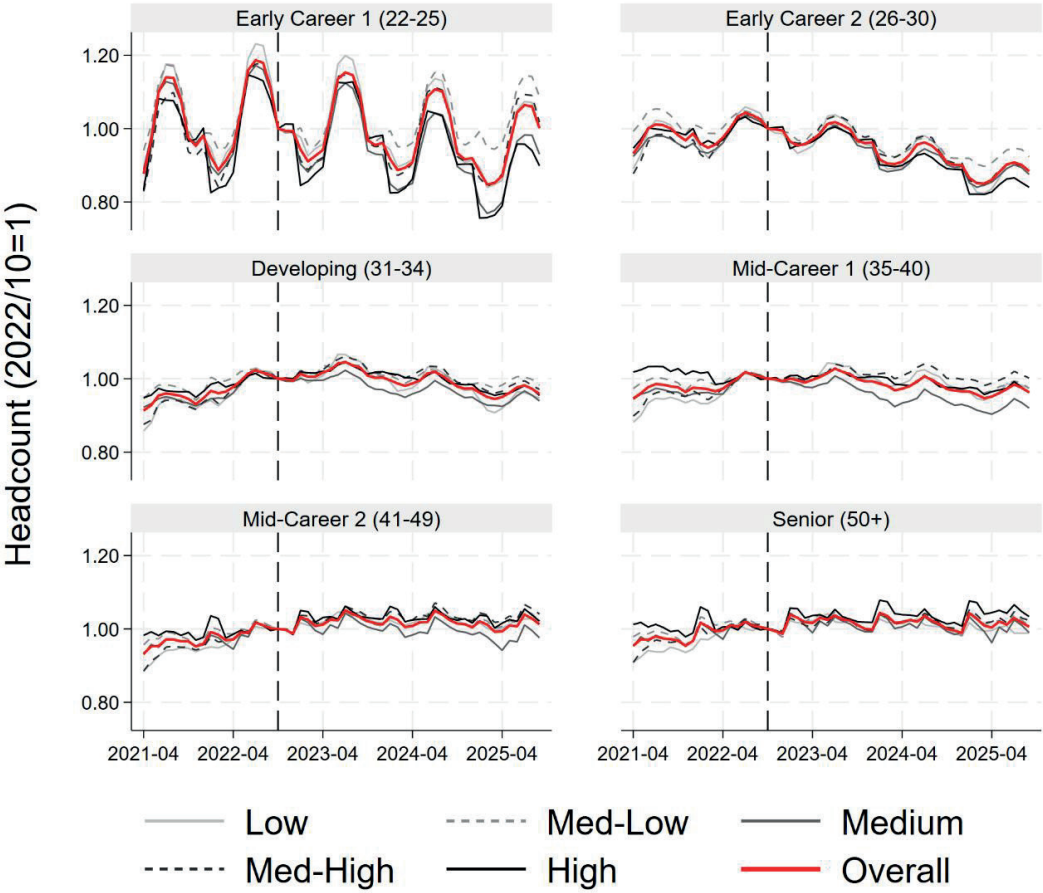 Headcount (2022/10=1)
Early Career 1 (22-25)
Early Career 2 (26-30)
1.20
1.00
0.80
Developing (31-34)
Mid-Career 1 (35-40)
1.20
1.00
0.80
Mid-Career 2 (41-49)
Senior (50+)
1.20
1.00
0.80
2021-04 2022-04 2023-04 2024-04 2025-04
2021-04 2022-04 2023-04 2024-04 2025-04
Low Med-Low Medium
Med-High High Overall